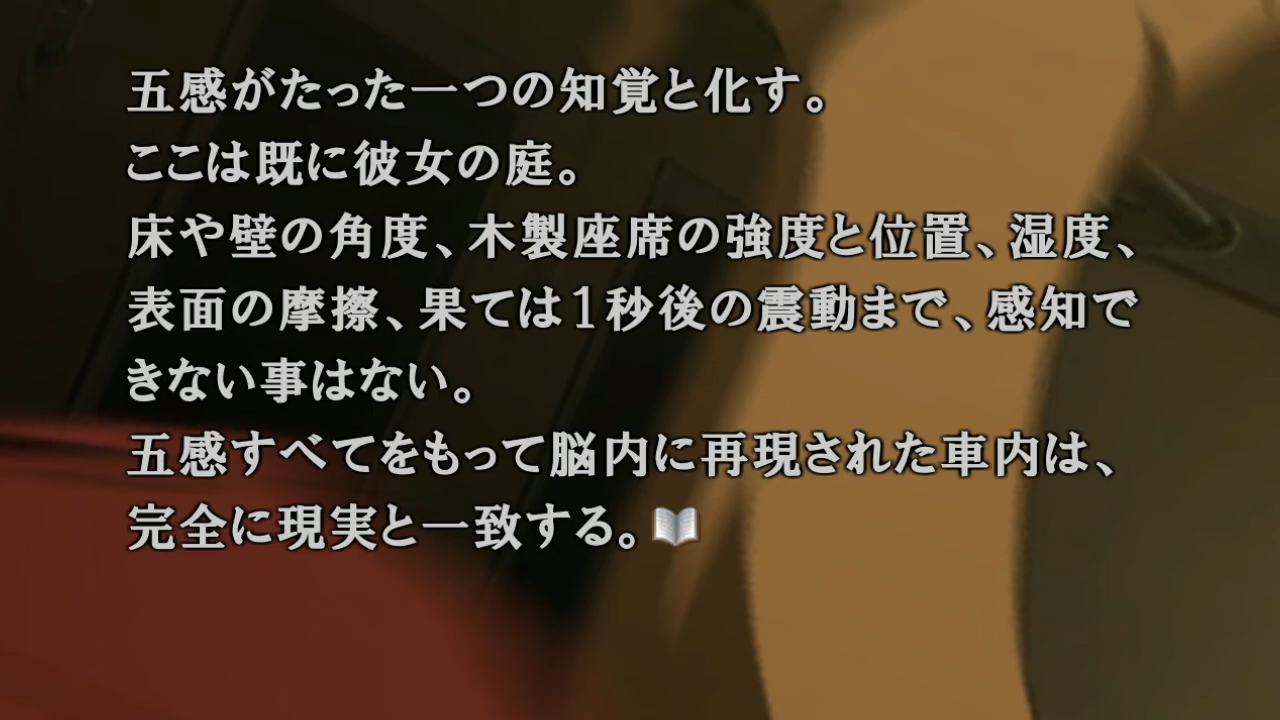 五感がたった一つの知覚と化す。
ここは既に彼女の庭。
床や壁の角度、木製座席の強度と位置、湿度、
表面の摩擦、果ては１秒後の震動まで、感知で
きない事はない。
五感すべてをもって脳内に再現された車内は、
完全に現実と一致する。